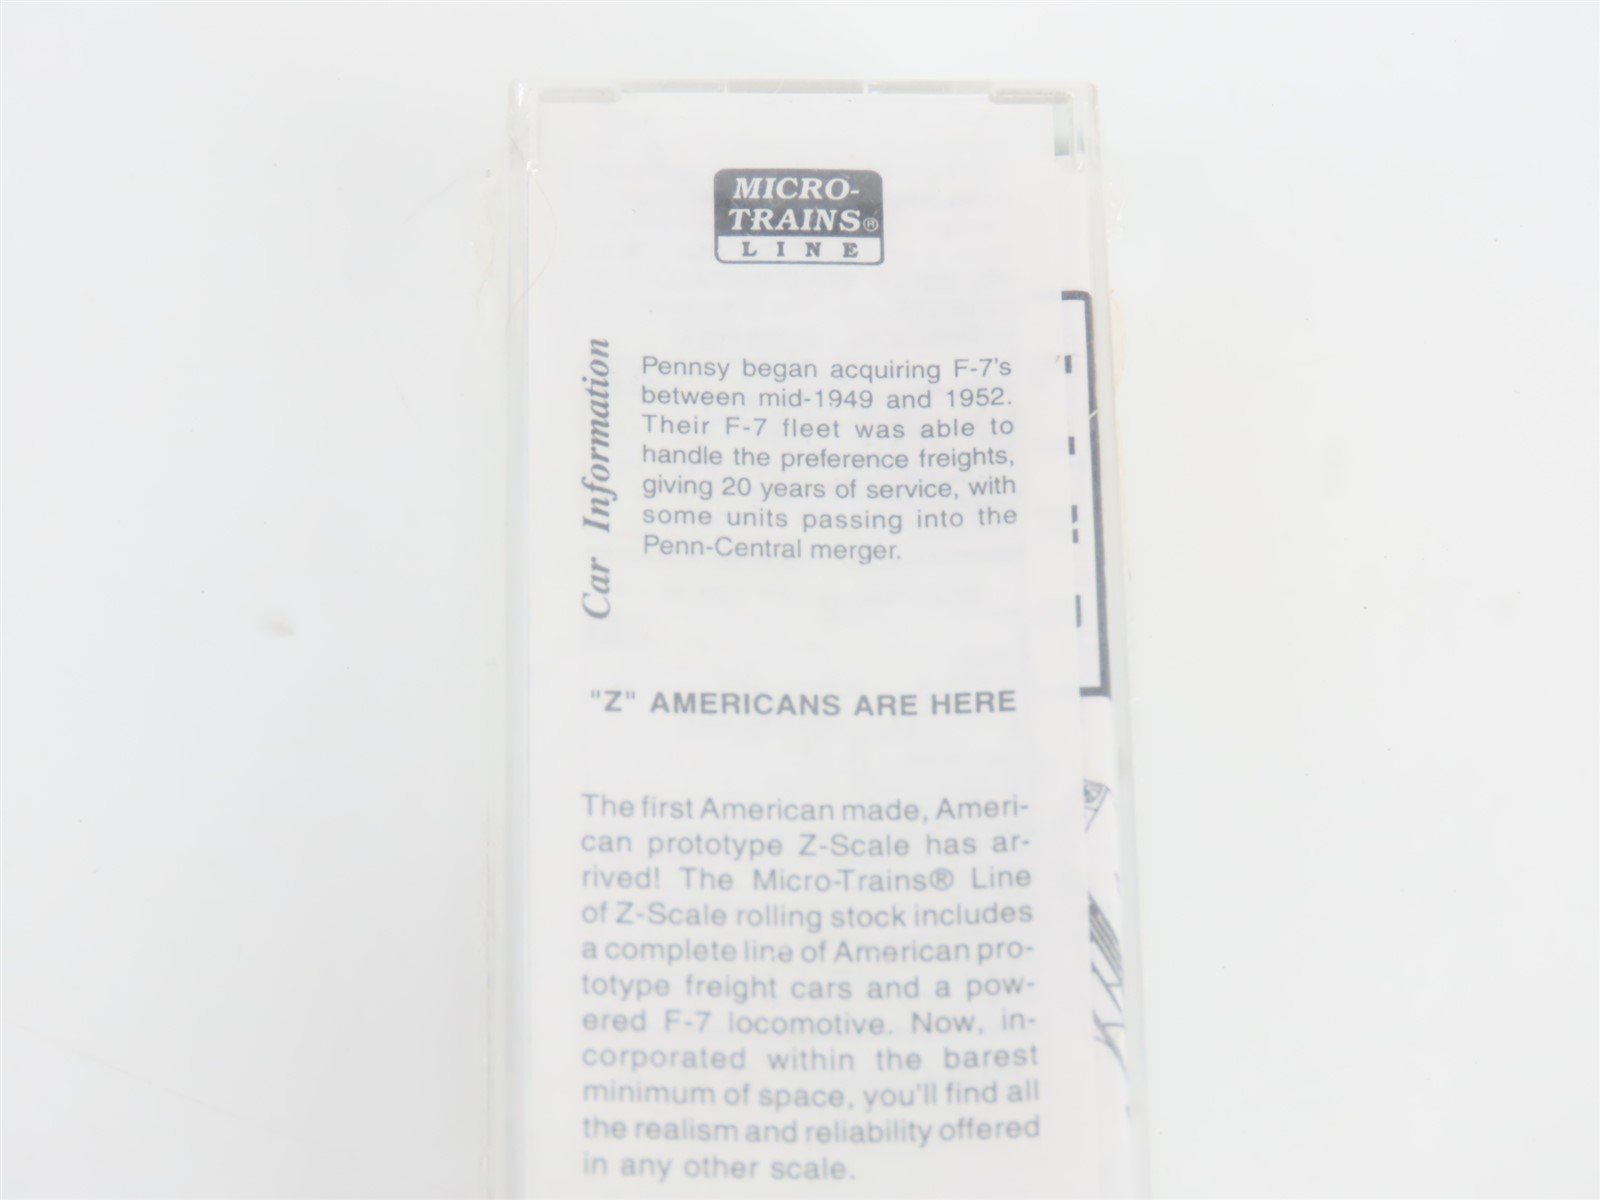 MICRO-
TRAINS®
LINE
Car Information
Pennsy began acquiring F-7's
between mid-1949 and 1952.
Their F-7 fleet was able to
handle the preference freights,
giving 20 years of service, with
some units passing into the
Penn-Central merger.
"Z" AMERICANS ARE HERE
The first American made, Ameri-
can prototype Z-Scale has ar-
rived! The Micro-Trains® Line
of Z-Scale rolling stock includes
a complete line of American pro-
totype freight cars and a pow-
ered F-7 locomotive. Now, in-
corporated within the barest
minimum of space, you'll find all
the realism and reliability offered
in any other scale.